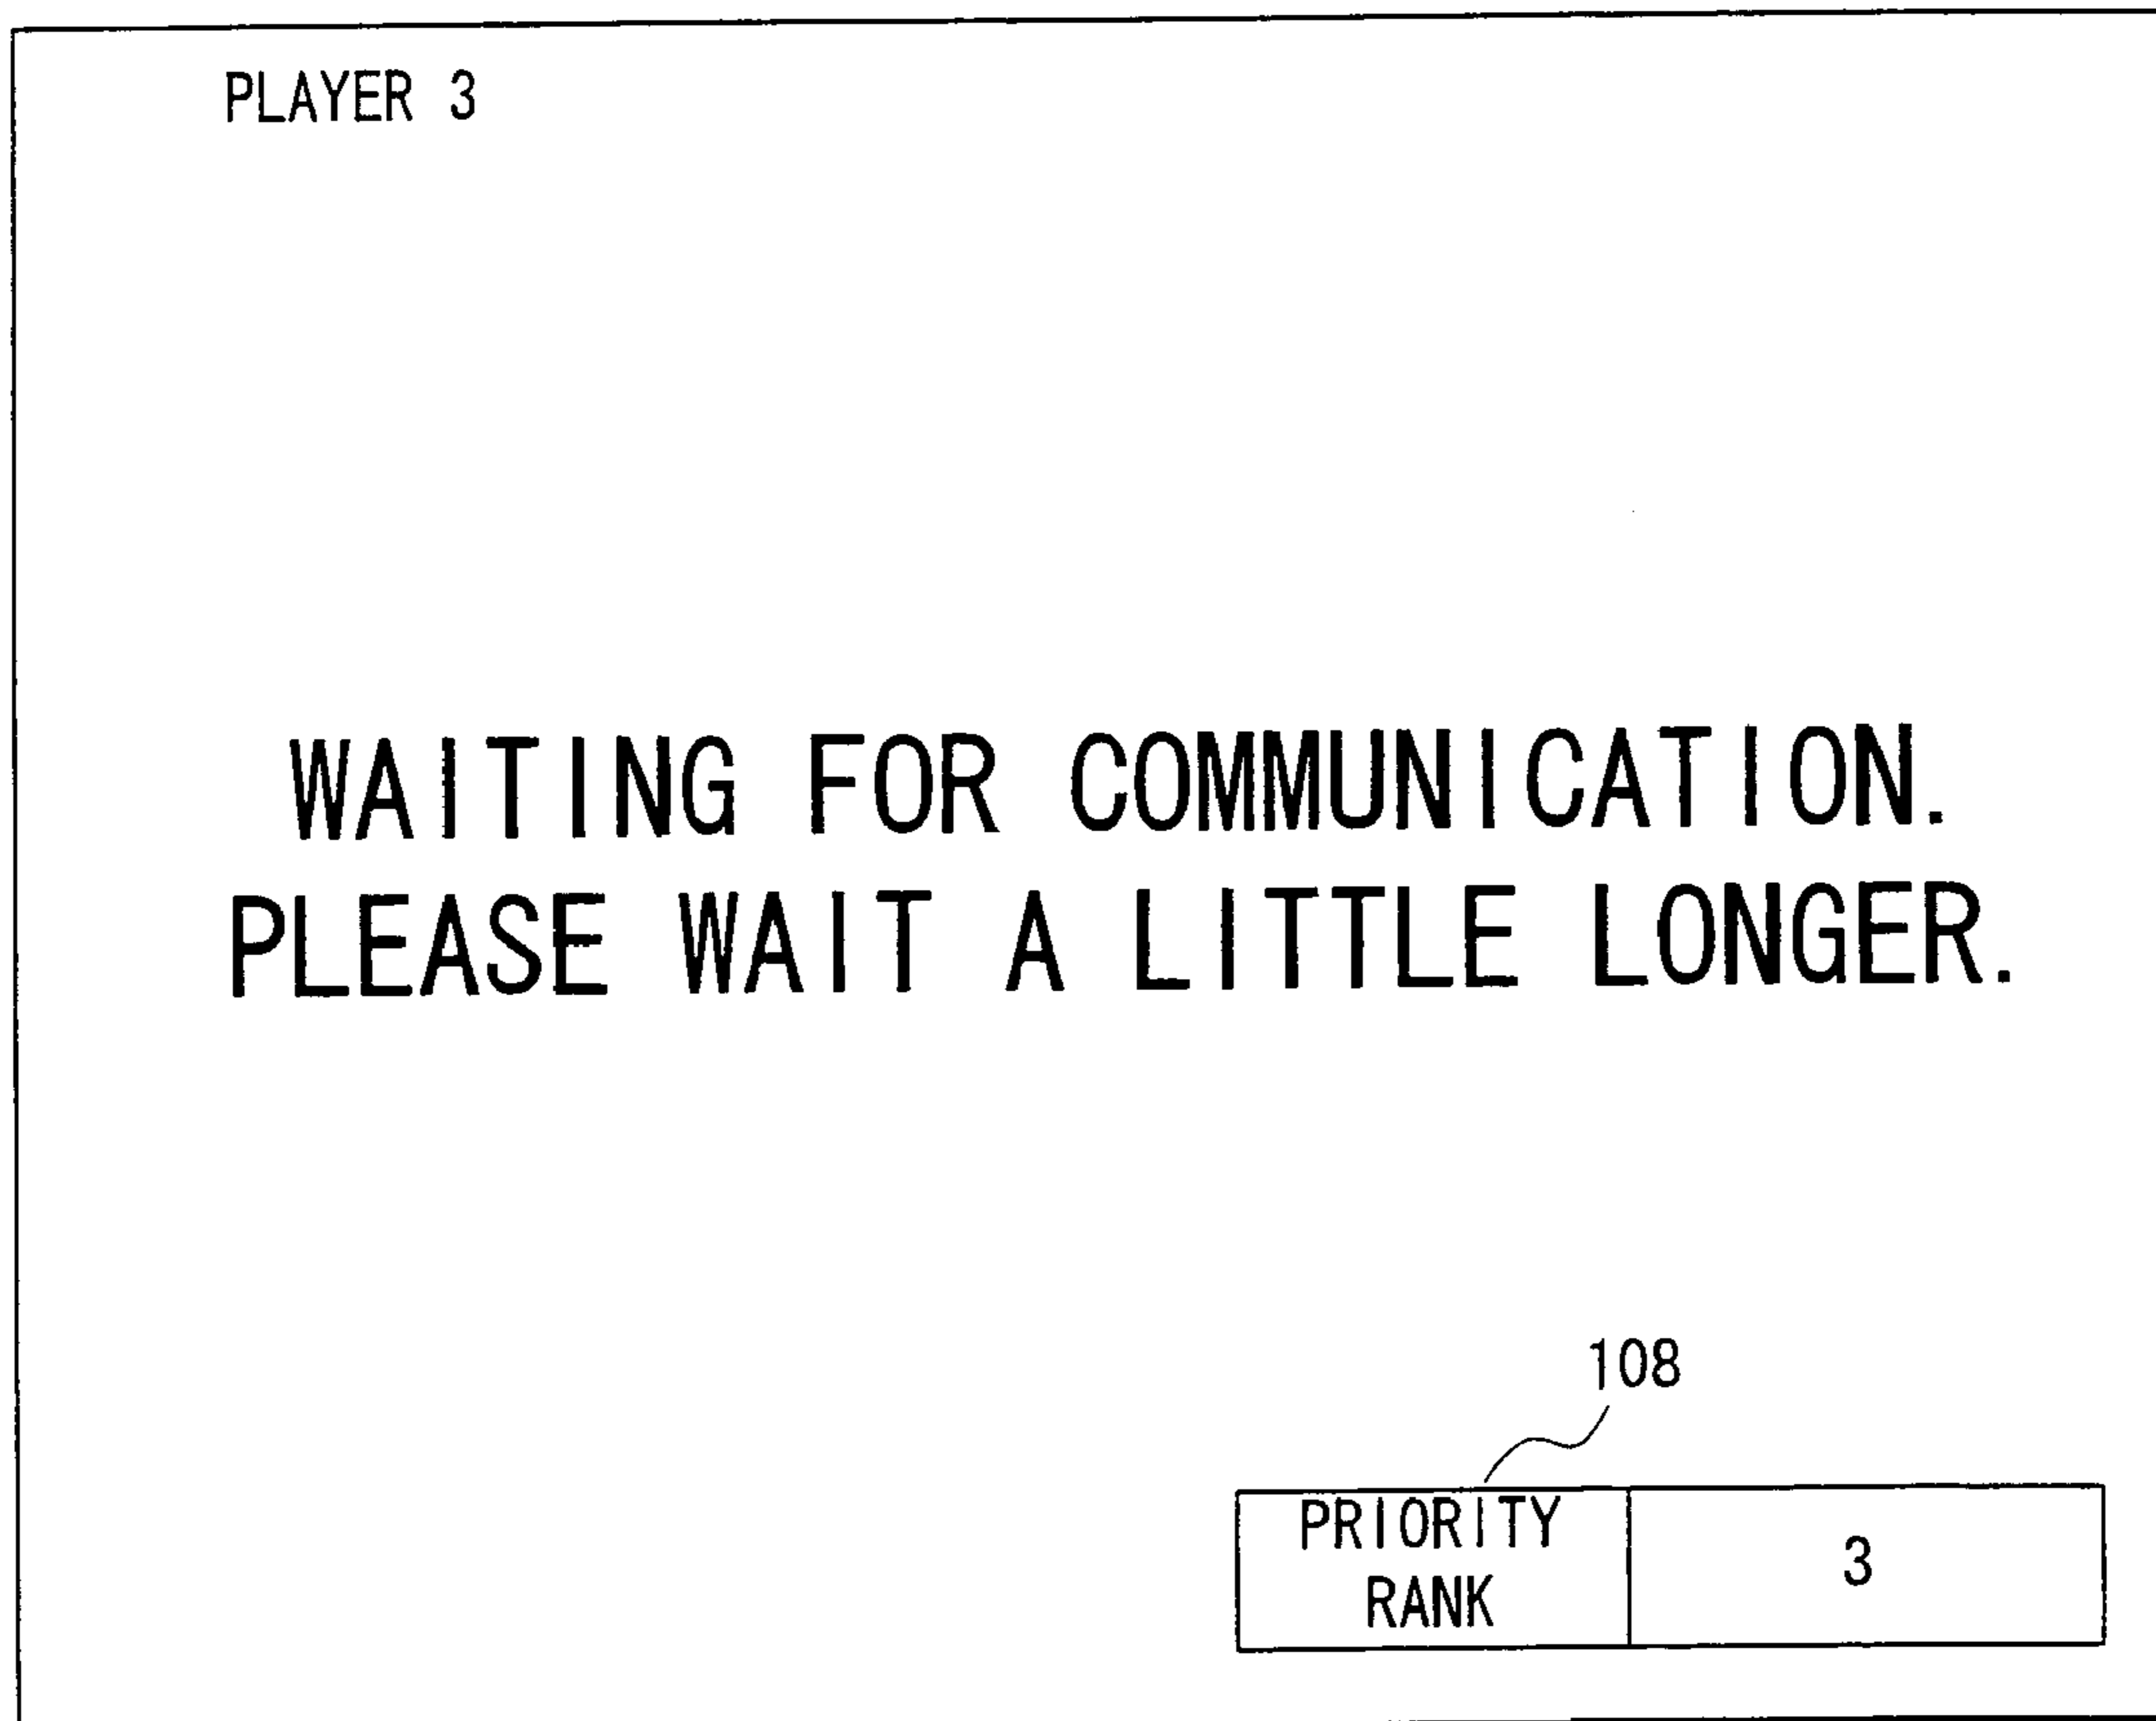 PLAYER 3
WAITING FOR COMMUNICATION.
PLEASE WAIT A LITTLE LONGER.
108
PRIORITY
RANK
3